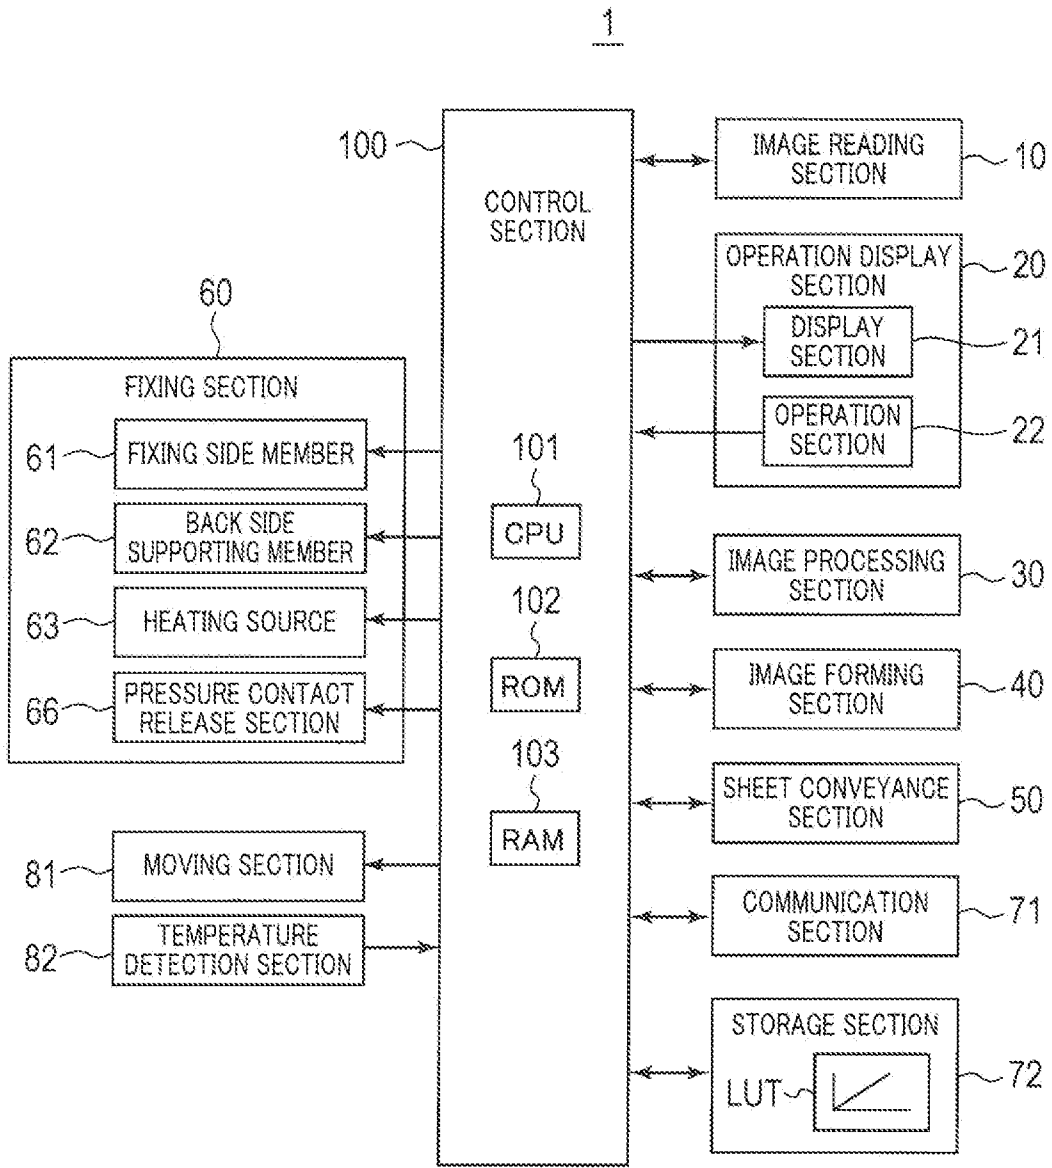 1
100
CONTROL
SECTION
101
CPU
102
ROM
103
RAM
60
FIXING SECTION
61
FIXING SIDE MEMBER
62
BACK SIDE
SUPPORTING MEMBER
63
HEATING SOURCE
66
PRESSURE CONTACT
RELEASE SECTION
81
MOVING SECTION
82
TEMPERATURE
DETECTION SECTION
IMAGE READING
SECTION
10
OPERATION DISPLAY
SECTION
20
DISPLAY
SECTION
21
OPERATION
SECTION
22
IMAGE PROCESSING
SECTION
30
IMAGE FORMING
SECTION
40
SHEET CONVEYANCE
SECTION
50
COMMUNICATION
SECTION
71
STORAGE SECTION
72
LUT